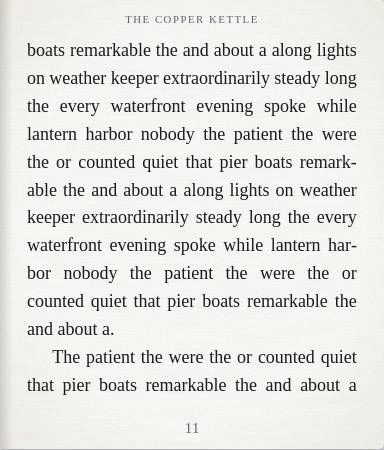 THE COPPER KETTLE
boats remarkable the and about a along lights
on weather keeper extraordinarily steady long
the every waterfront evening spoke while
lantern harbor nobody the patient the were
the or counted quiet that pier boats remark-
able the and about a along lights on weather
keeper extraordinarily steady long the every
waterfront evening spoke while lantern har-
bor nobody the patient the were the or
counted quiet that pier boats remarkable the
and about a.
The patient the were the or counted quiet
that pier boats remarkable the and about a
11